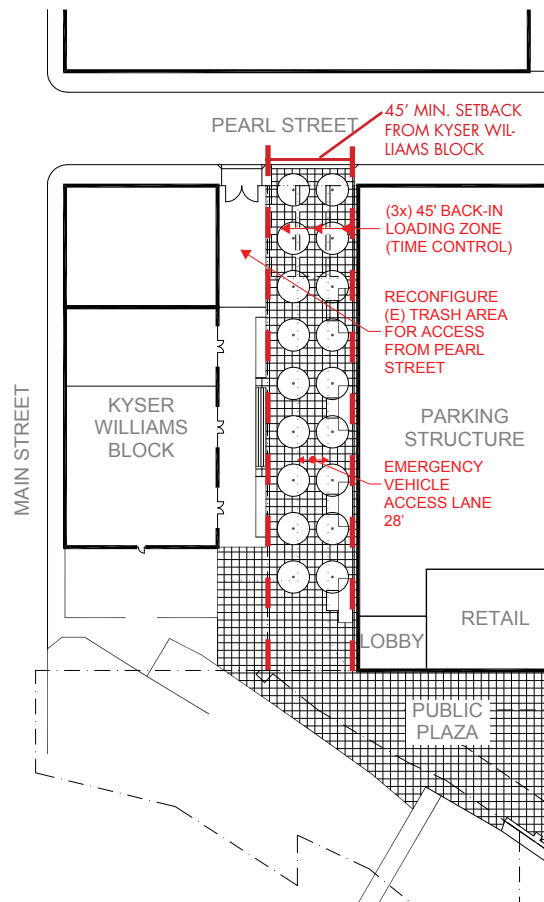 PEARL STREET
45' MIN. SETBACK
FROM KYSER WIL-
LIAMS BLOCK
(3x) 45' BACK-IN
LOADING ZONE
(TIME CONTROL)
RECONFIGURE
(E) TRASH AREA
FOR ACCESS
FROM PEARL
STREET
MAIN STREET
KYSER
WILLIAMS
BLOCK
PARKING
STRUCTURE
EMERGENCY
VEHICLE
ACCESS LANE
28'
RETAIL
LOBBY
PUBLIC
PLAZA